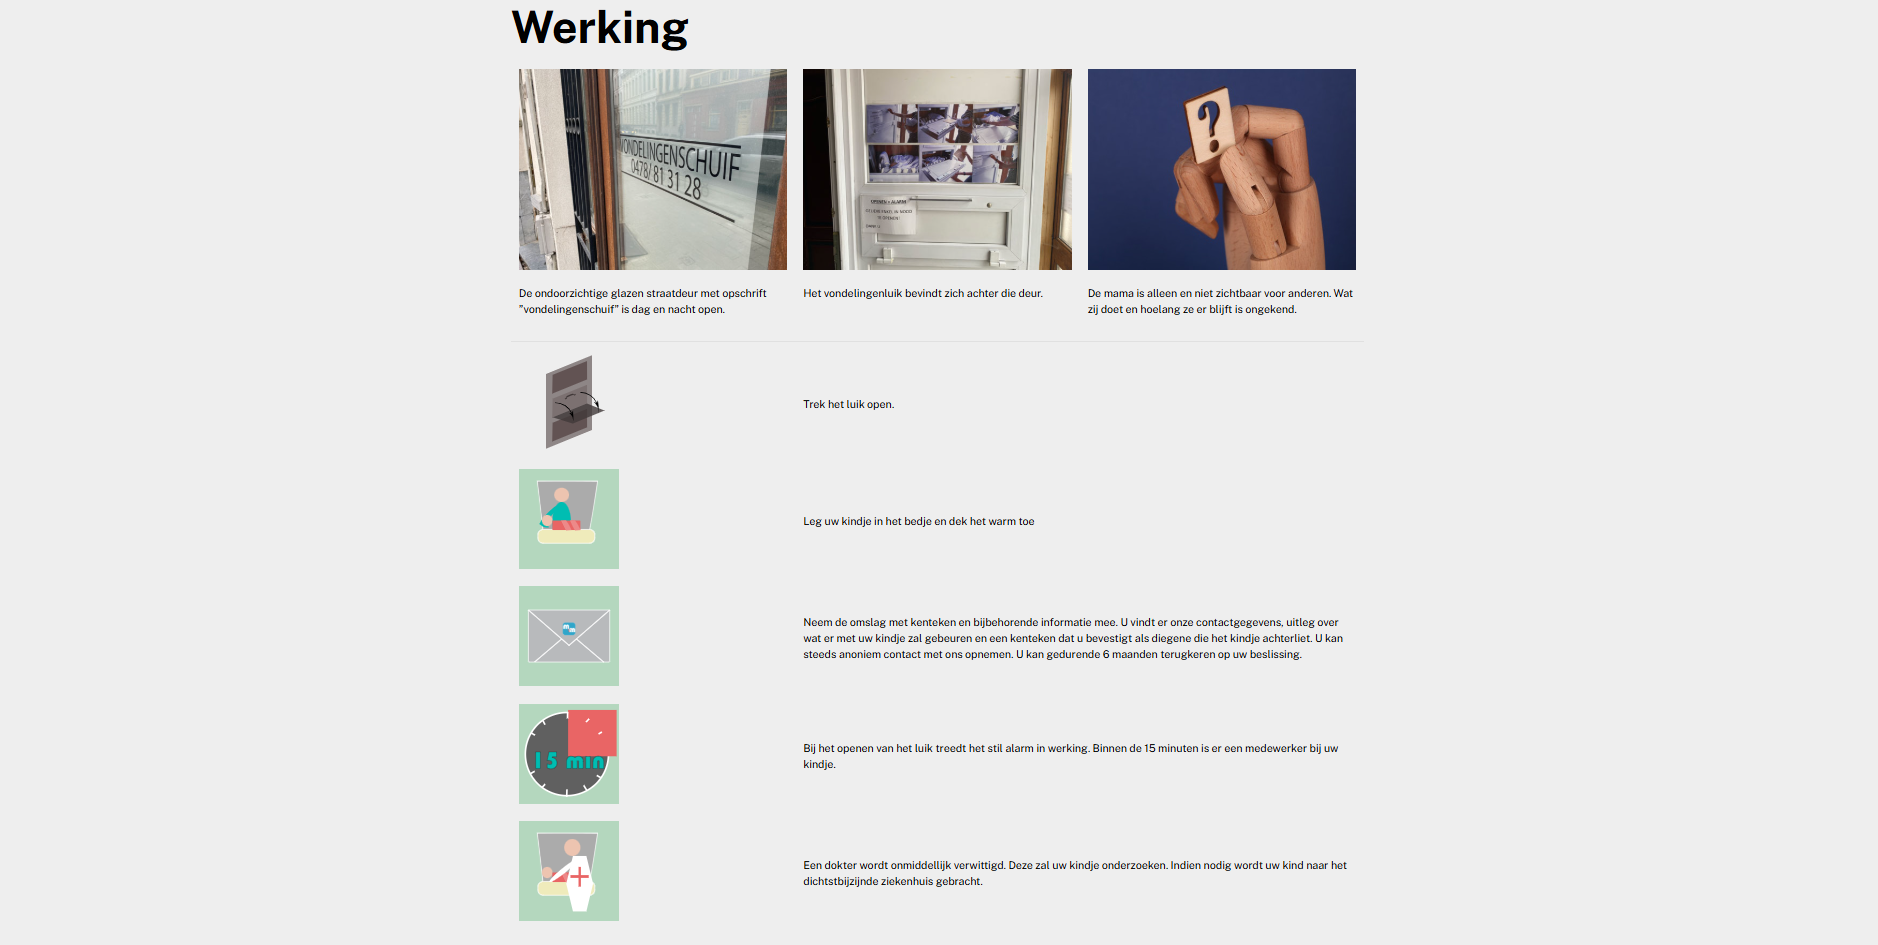 Werking
VONDELINGENSCHUIF
0478/ 81 31 28
OPENEN = ALARM
De ondoorzichtige glazen straatdeur met opschrift
"vondelingenschuif" is dag en nacht open.
Het vondelingenluik bevindt zich achter die deur.
De mama is alleen en niet zichtbaar voor anderen. Wat
zij doet en hoelang ze er blijft is ongekend.
Trek het luik open.
Leg uw kindje in het bedje en dek het warm toe
Neem de omslag met kenteken en bijbehorende informatie mee. U vindt er onze contactgegevens, uitleg over
wat er met uw kindje zal gebeuren en een kenteken dat u bevestigt als diegene die het kindje achterliet. U kan
steeds anoniem contact met ons opnemen. U kan gedurende 6 maanden terugkeren op uw beslissing.
15 min
Bij het openen van het luik treedt het stil alarm in werking. Binnen de 15 minuten is er een medewerker bij uw
kindje.
Een dokter wordt onmiddellijk verwittigd. Deze zal uw kindje onderzoeken. Indien nodig wordt uw kind naar het
dichtstbijzijnde ziekenhuis gebracht.